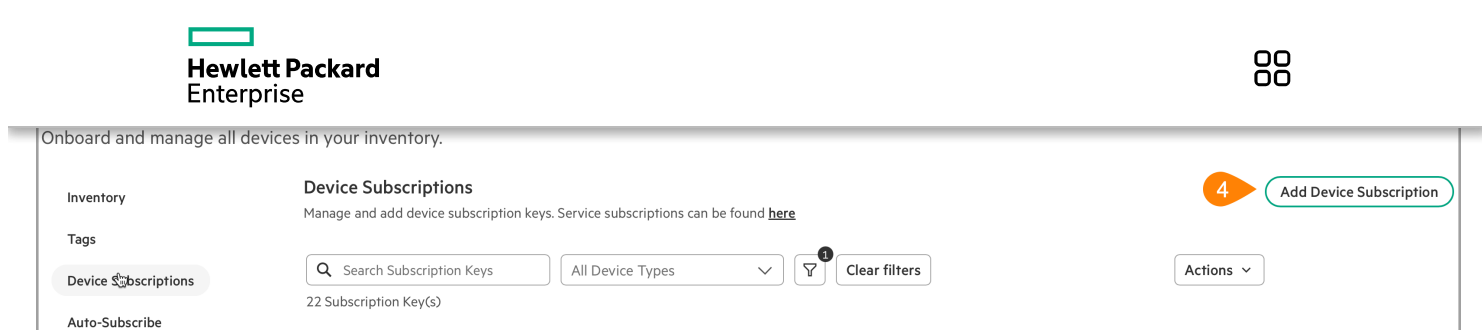 Hewlett Packard
Enterprise
Onboard and manage all devices in your inventory.
Inventory
Tags
Device Subscriptions
Auto-Subscribe
Device Subscriptions
Manage and add device subscription keys. Service subscriptions can be found here
4
Add Device Subscription
Search Subscription Keys
All Device Types
1
Clear filters
Actions
22 Subscription Key(s)